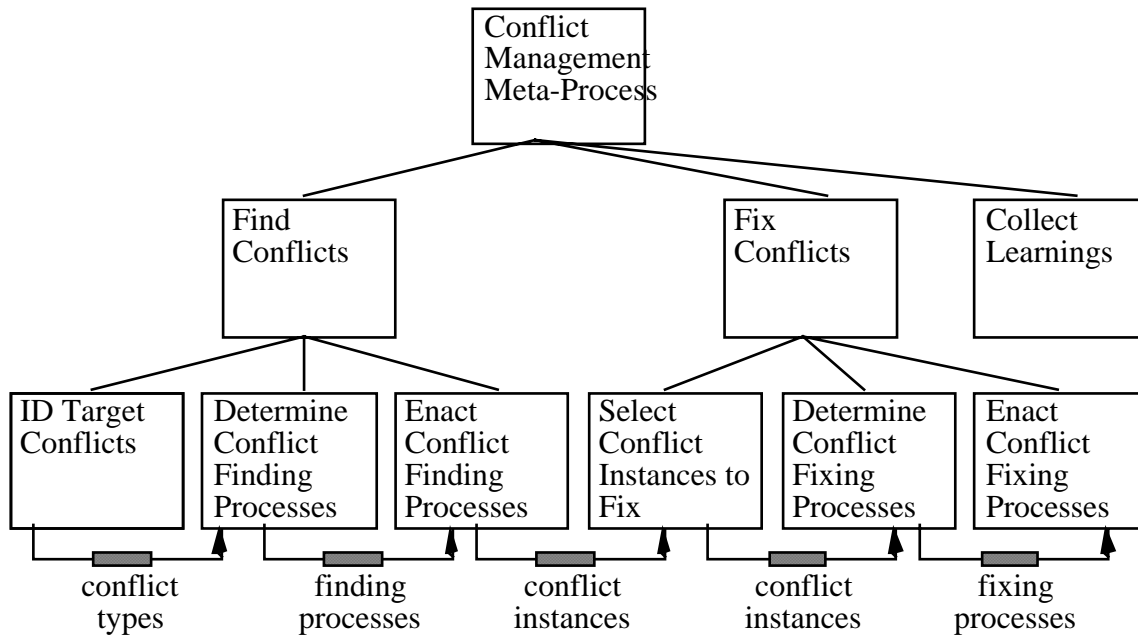 Conflict
Management
Meta-Process
Find
Conflicts
Fix
Conflicts
Collect
Learnings
ID Target
Conflicts
Determine
Conflict
Finding
Processes
Enact
Conflict
Finding
Processes
Select
Conflict
Instances to
Fix
Determine
Conflict
Fixing
Processes
Enact
Conflict
Fixing
Processes
conflict
types
finding
processes
conflict
instances
conflict
instances
fixing
processes